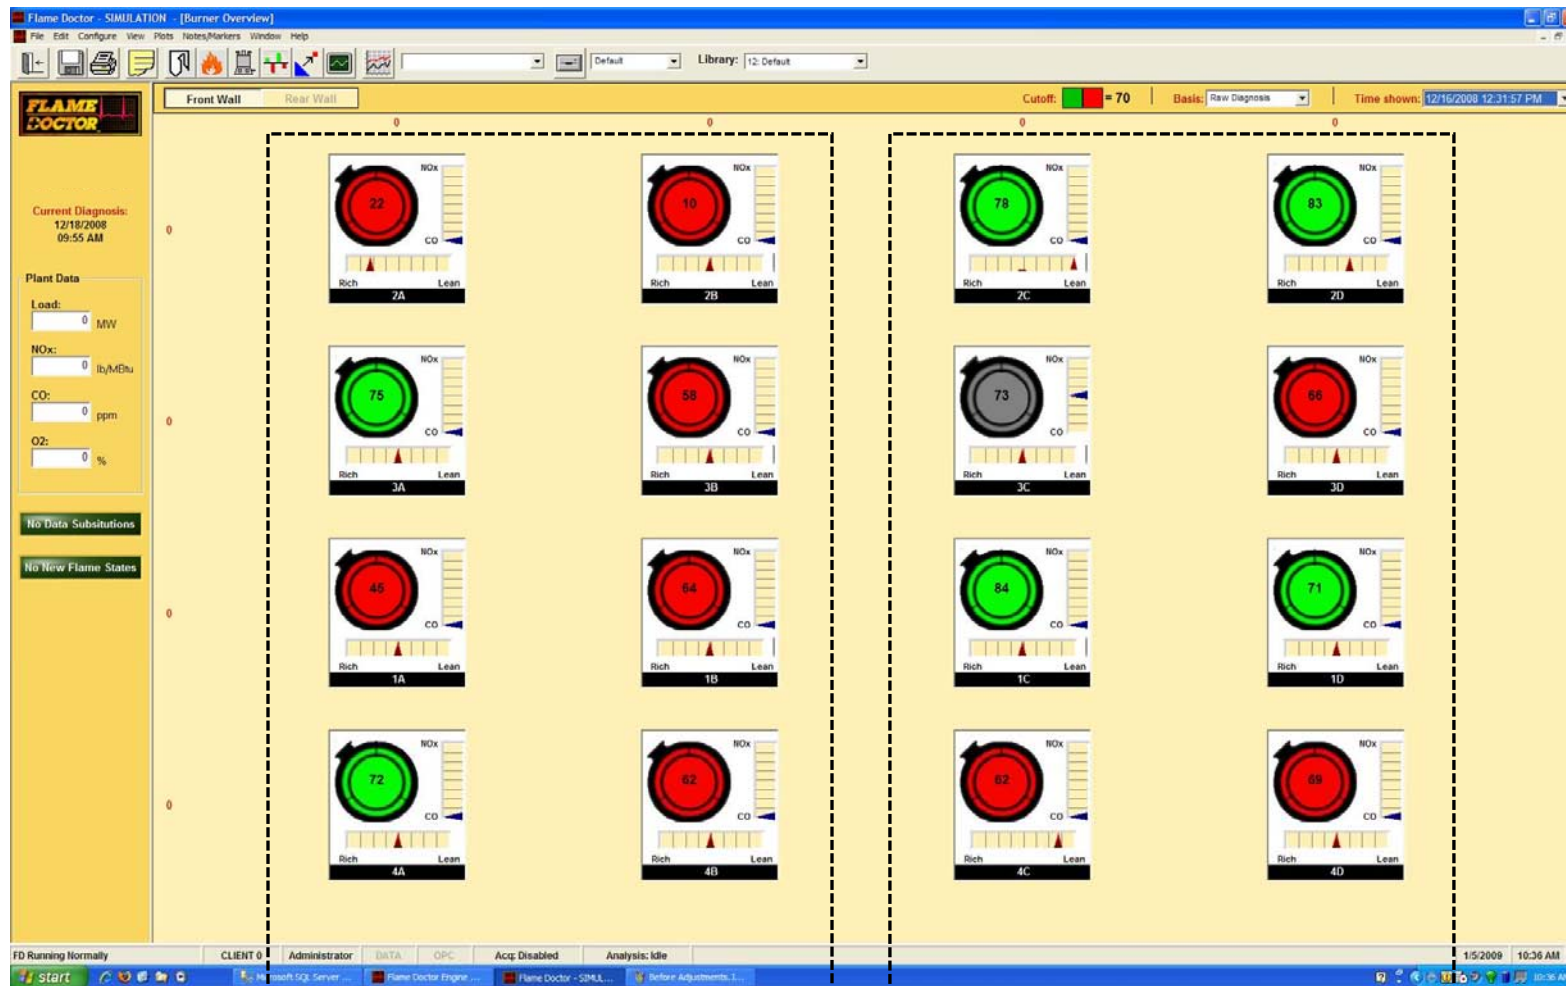 Flame Doctor - SIMULATION - [Burner Overview]
File Edit Configure View Plots Notes/Markers Window Help
Default Library: 12: Default
FLAME DOCTOR
Front Wall Rear Wall
Cutoff: = 70 Basis: Raw Diagnosis Time shown: 12/16/2008 12:31:57 PM
0 0 0 0
Current Diagnosis:
12/18/2008
09:55 AM
Plant Data
Load:
0 MW
NOx:
0 lb/MBtu
CO:
0 ppm
O2:
0 %
No Data Subsitutions
No New Flame States
0
22 NOx CO Rich Lean 2A
10 NOx CO Rich Lean 2B
78 NOx CO Rich Lean 2C
83 NOx CO Rich Lean 2D
0
75 NOx CO Rich Lean 3A
58 NOx CO Rich Lean 3B
73 NOx CO Rich Lean 3C
66 NOx CO Rich Lean 3D
0
45 NOx CO Rich Lean 1A
64 NOx CO Rich Lean 1B
84 NOx CO Rich Lean 1C
71 NOx CO Rich Lean 1D
0
72 NOx CO Rich Lean 4A
62 NOx CO Rich Lean 4B
62 NOx CO Rich Lean 4C
69 NOx CO Rich Lean 4D
FD Running Normally CLIENT 0 Administrator DATA OPC Acq: Disabled Analysis: Idle 1/5/2009 10:36 AM
start Microsoft SQL Server ... Flame Doctor Engine ... Flame Doctor - SIMUL... Before Adjustments.1... 10:36 AM